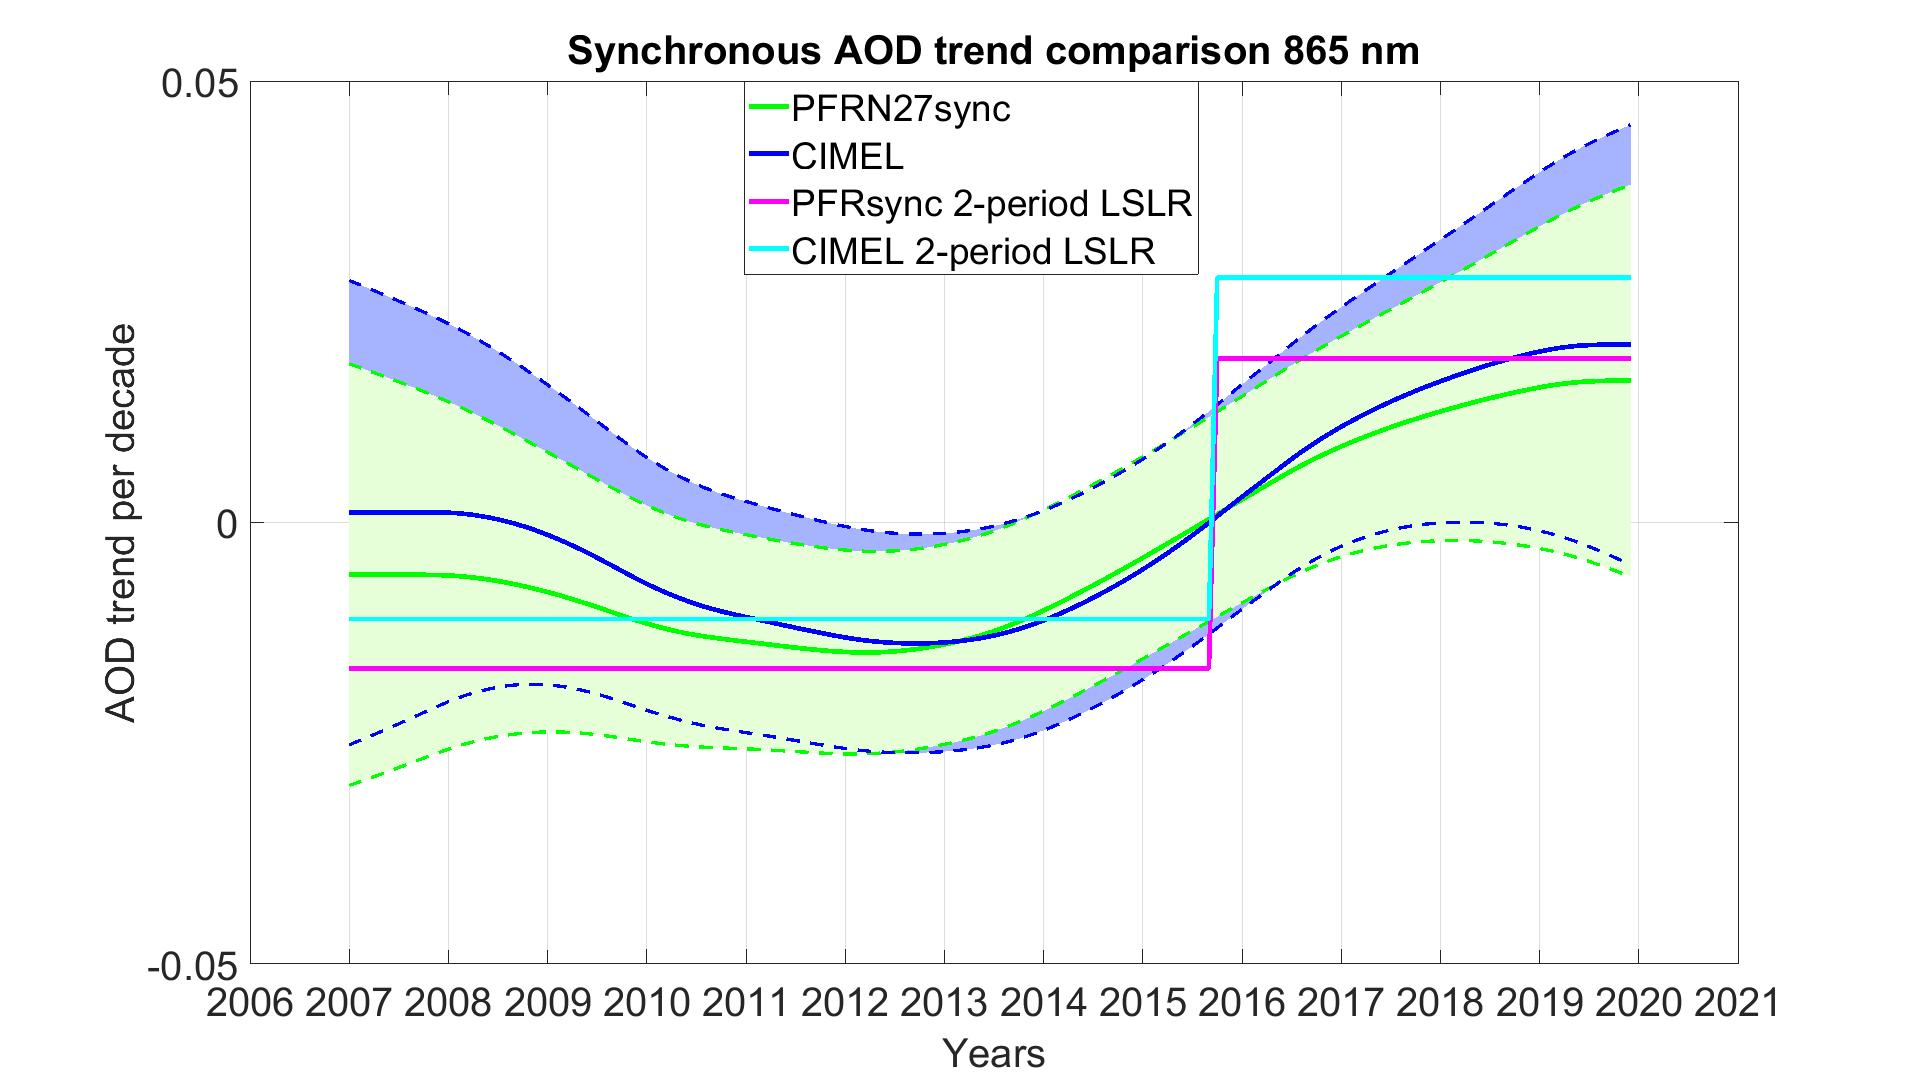 Synchronous AOD trend comparison 865 nm
0.05
PFRN27sync
CIMEL
PFRsync 2-period LSLR
CIMEL 2-period LSLR
AOD trend per decade
0
-0.05
2006 2007 2008 2009 2010 2011 2012 2013 2014 2015 2016 2017 2018 2019 2020 2021
Years